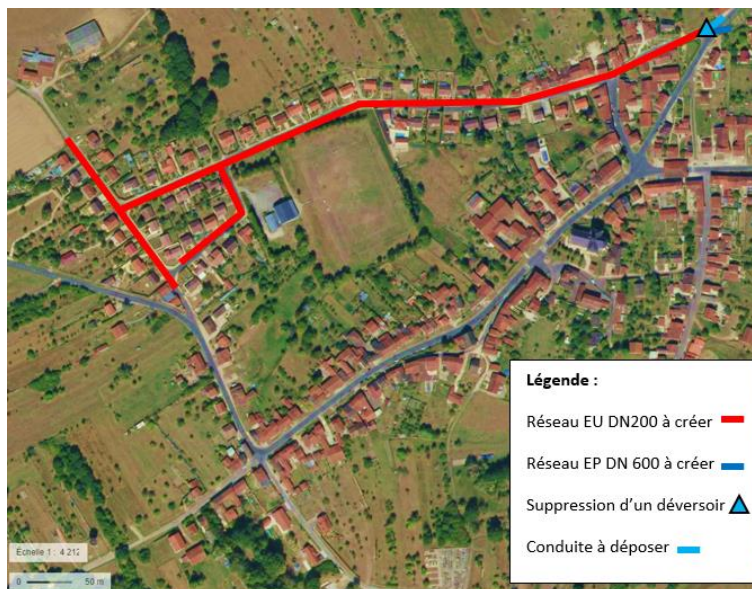 Légende :
Réseau EU DN200 à créer
Réseau EP DN 600 à créer
Suppression d'un déversoir
Conduite à déposer
Échelle 1 : 4 212
0 50 m